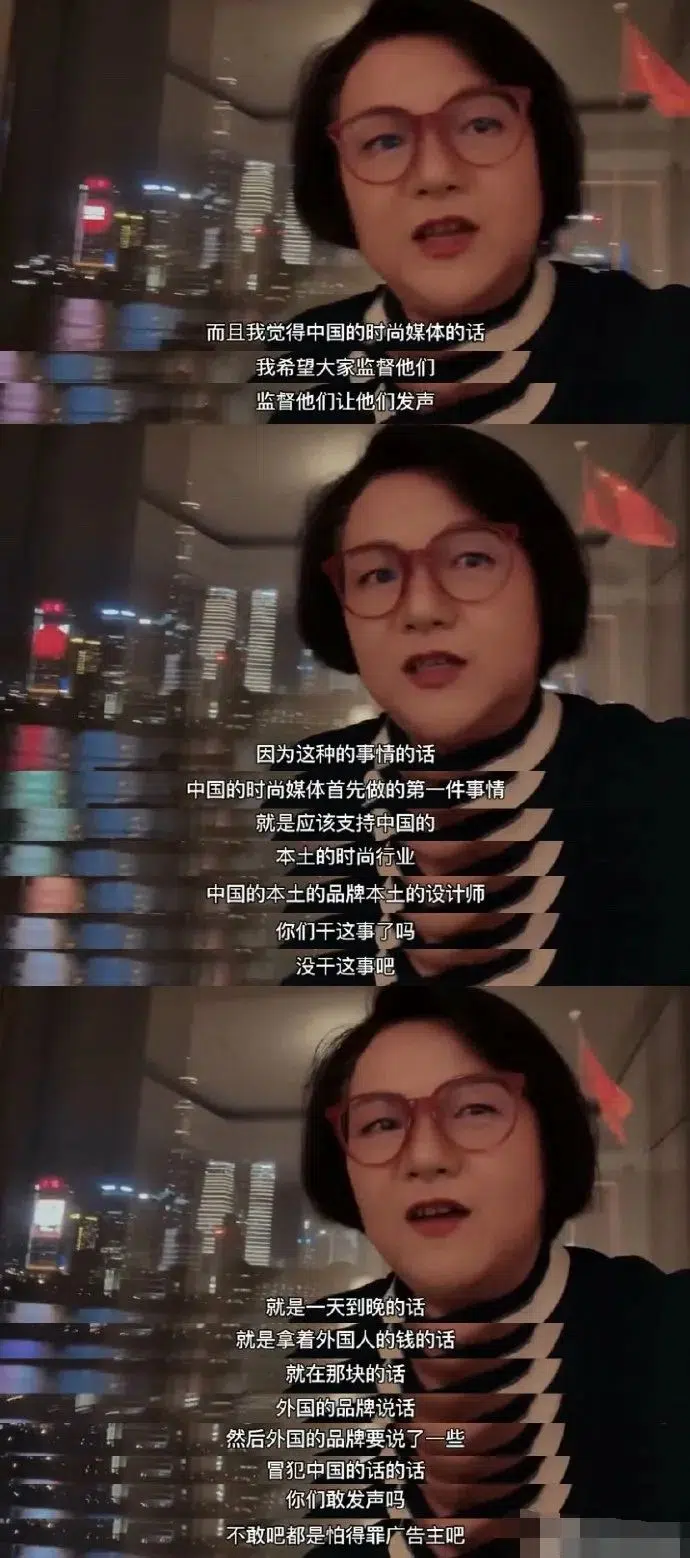 而且我觉得中国的时尚媒体的话
我希望大家监督他们
监督他们让他们发声
因为这种的事情的话
中国的时尚媒体首先做的第一件事情
就是应该支持中国的
本土的时尚行业
中国的本土的品牌本土的设计师
你们干这事了吗
没干这事吧
就是一天到晚的话
就是拿着外国人的钱的话
就在那块的话
外国的品牌说话
然后外国的品牌要说了一些
冒犯中国的话的话
你们敢发声吗
不敢吧都是怕得罪广告主吧